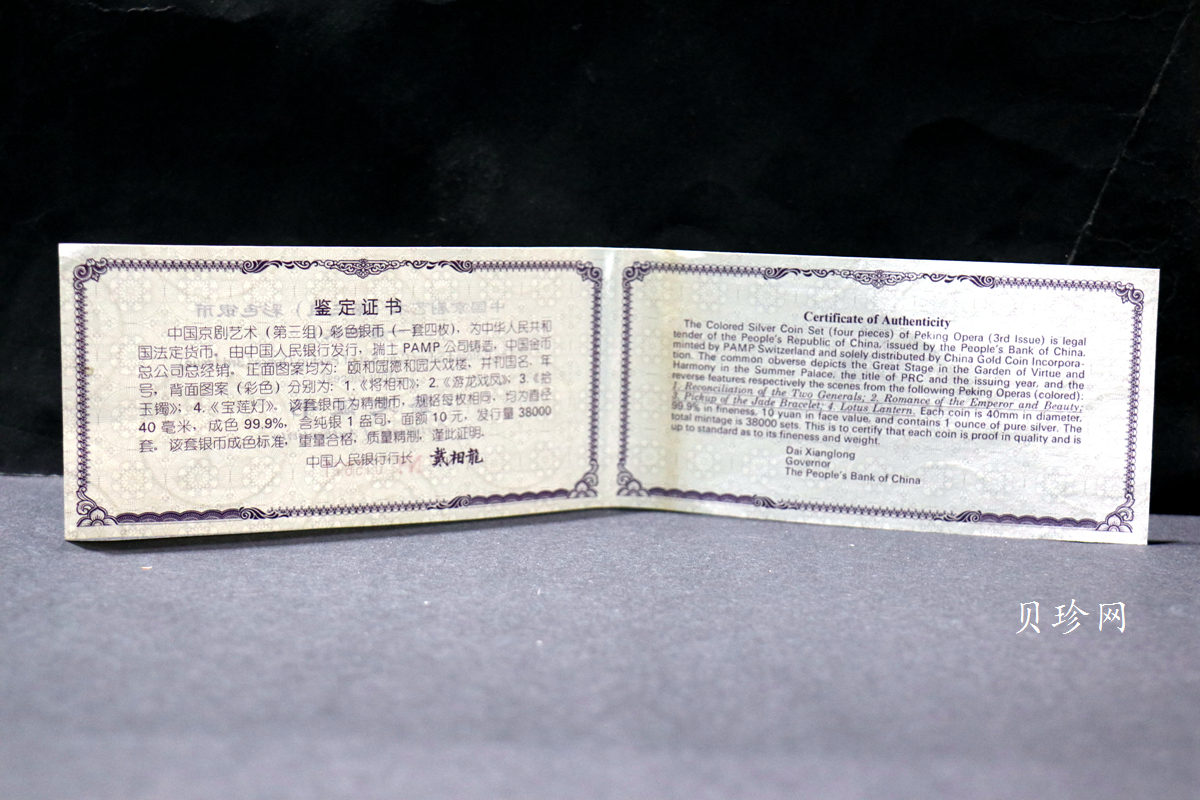 鉴定证书
中国京剧艺术（第三组）彩色银币（一套四枚），为中华人民共和
国法定货币，由中国人民银行发行，瑞士 PAMP 公司铸造，中国金币
总公司总经销，正面图案均为：颐和园德和园大戏楼，并刊国名、年
号，背面图案（彩色）分别为：1.《将相和》；2.《游龙戏凤》；3.《拾
玉镯》；4.《宝莲灯》。该套银币为精制币，规格每枚相同，均为直径
40 毫米，成色 99.9%，含纯银 1 盎司，面额 10 元，发行量 38000
套。该套银币成色标准，重量合格，质量精制，谨此证明。
中国人民银行行长 戴相龍
Certificate of Authenticity
The Colored Silver Coin Set (four pieces) of Peking Opera (3rd Issue) is legal
tender of the People's Republic of China, issued by the People's Bank of China,
minted by PAMP Switzerland and solely distributed by China Gold Coin Incorpora-
tion. The common obverse depicts the Great Stage in the Garden of Virtue and
Harmony in the Summer Palace, the title of PRC and the issuing year, and the
reverse features respectively the scenes from the following Peking Operas (colored):
1. Reconciliation of the Two Generals; 2. Romance of the Emperor and Beauty;
3. Pickup of the Jade Bracelet; 4. Lotus Lantern. Each coin is 40mm in diameter,
99.9% in fineness, 10 yuan in face value, and contains 1 ounce of pure silver. The
total mintage is 38000 sets. This is to certify that each coin is proof in quality and is
up to standard as to its fineness and weight.
Dai Xianglong
Governor
The People's Bank of China
贝珍网